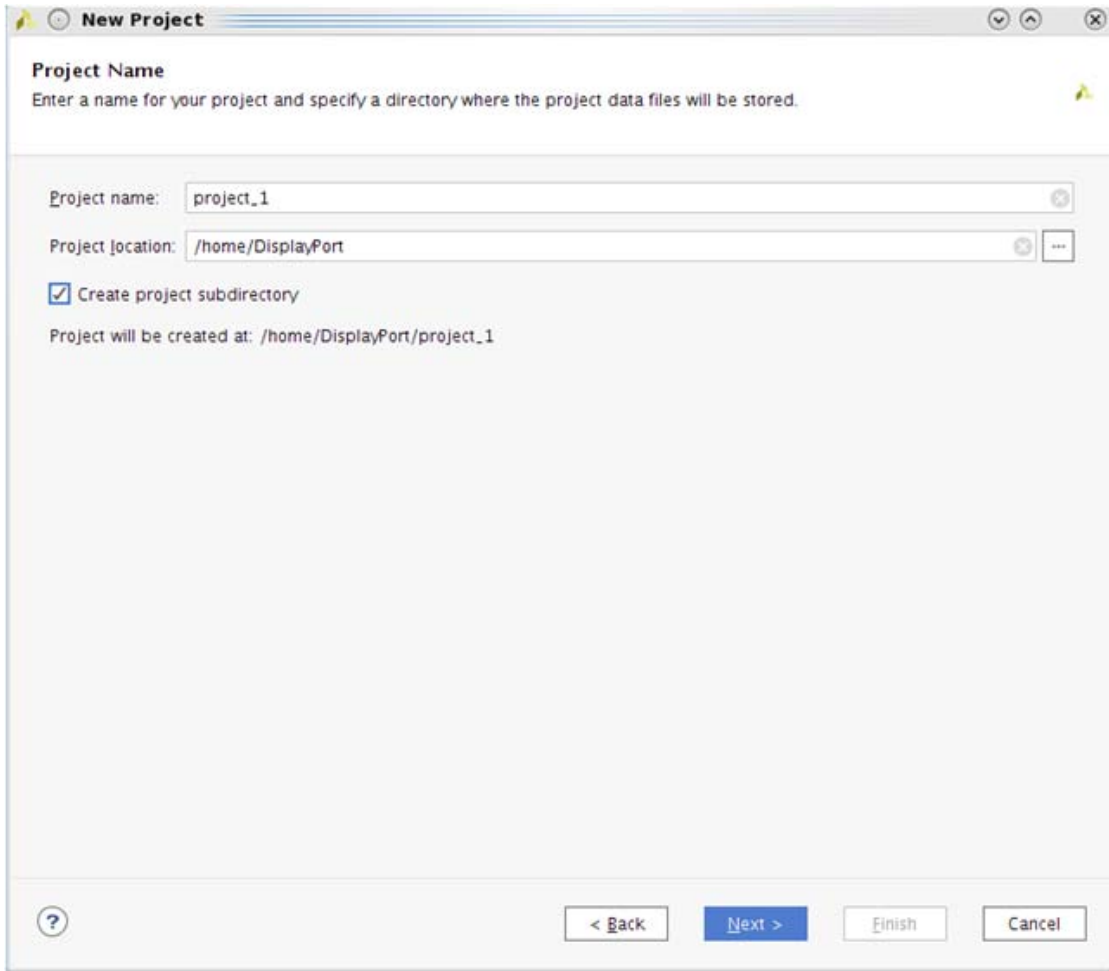 New Project
Project Name
Enter a name for your project and specify a directory where the project data files will be stored.
Project name: project_1
Project location: /home/DisplayPort ...
Create project subdirectory
Project will be created at: /home/DisplayPort/project_1
? < Back Next > Finish Cancel